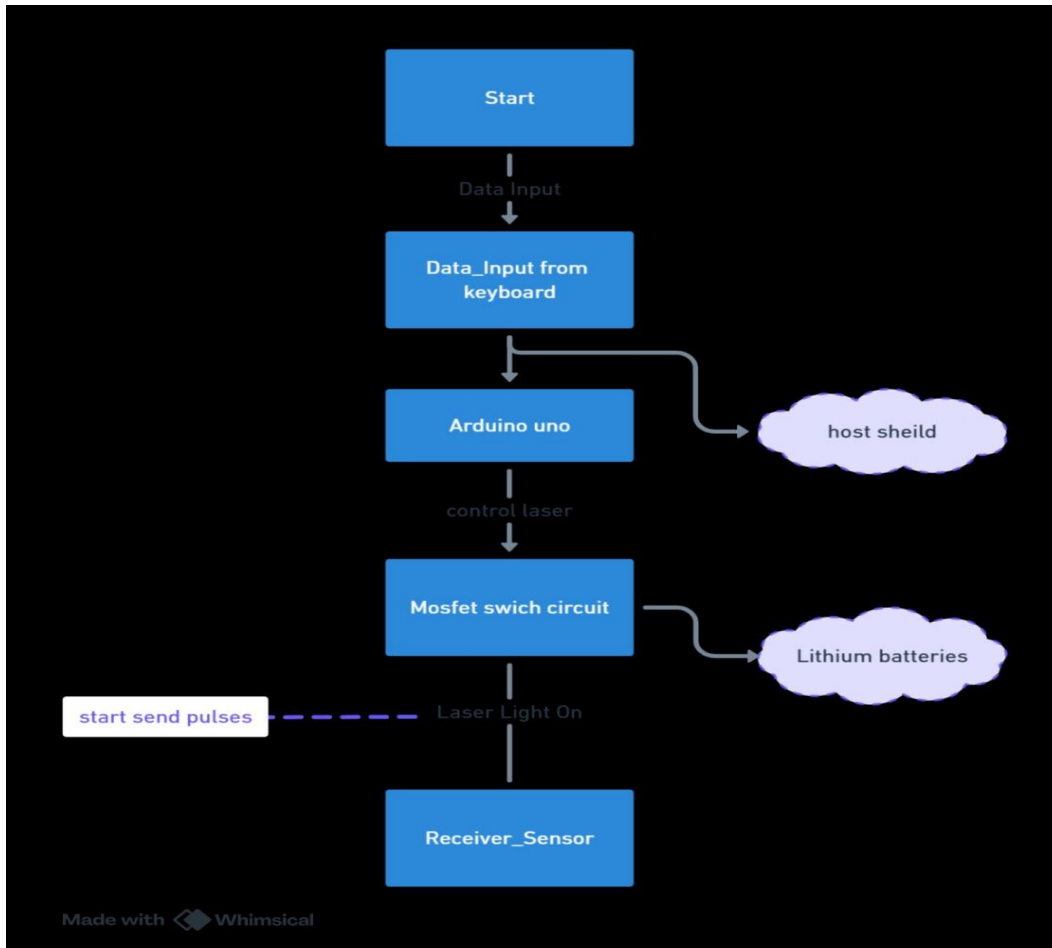 Start
Data Input
Data_Input from
keyboard
Arduino uno
host sheild
control laser
Mosfet swich circuit
Lithium batteries
start send pulses
Laser Light On
Receiver_Sensor
Made with Whimsical